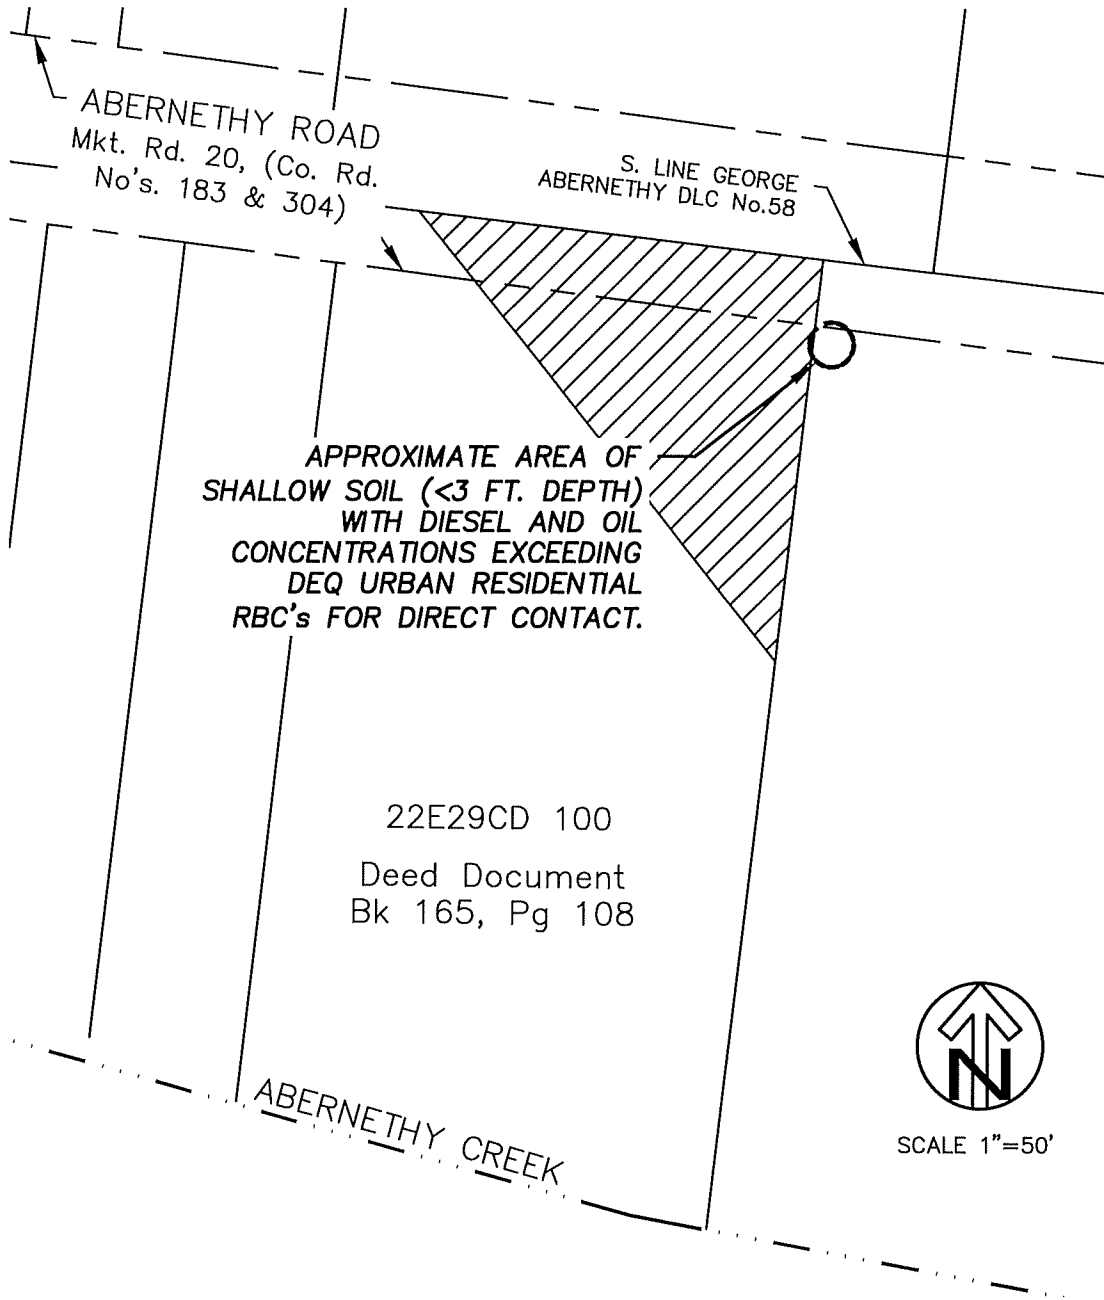 ABERNETHY ROAD
Mkt. Rd. 20, (Co. Rd.
No's. 183 & 304)
S. LINE GEORGE
ABERNETHY DLC No.58
APPROXIMATE AREA OF
SHALLOW SOIL (<3 FT. DEPTH)
WITH DIESEL AND OIL
CONCENTRATIONS EXCEEDING
DEQ URBAN RESIDENTIAL
RBC's FOR DIRECT CONTACT.
22E29CD 100
Deed Document
Bk 165, Pg 108
ABERNETHY CREEK
N
SCALE 1"=50'